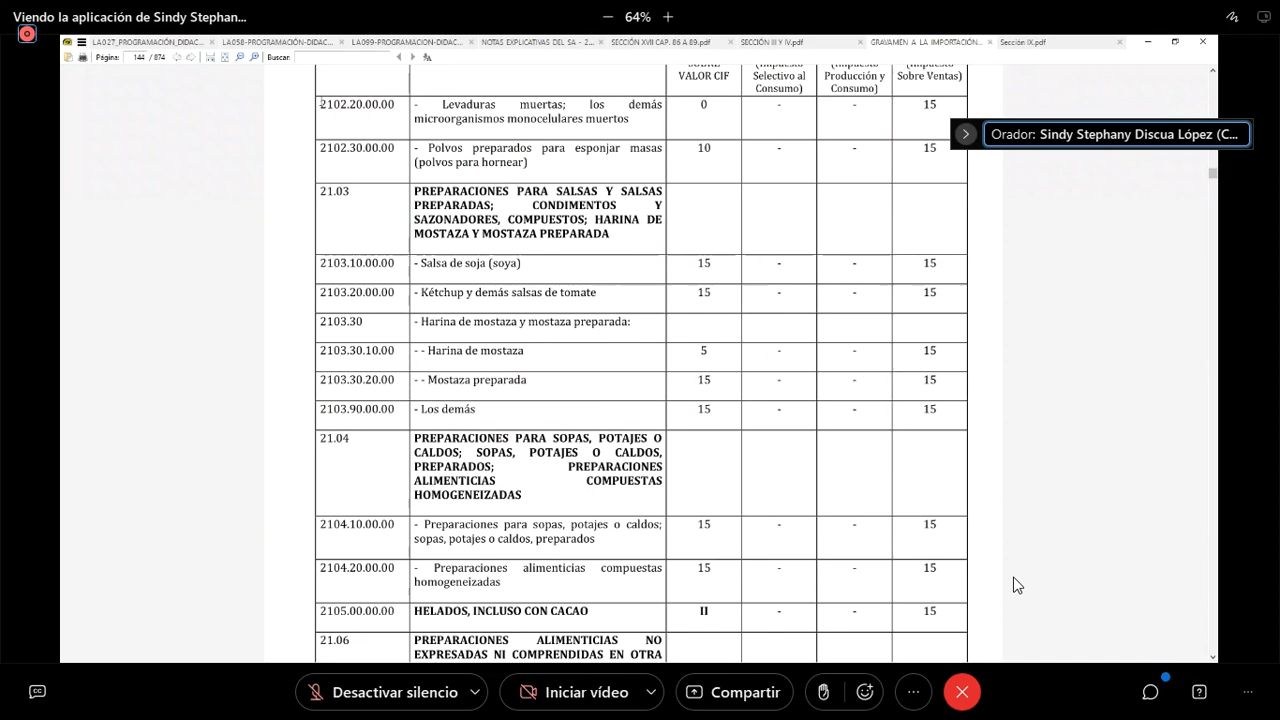 Viendo la aplicación de Sindy Stephan...
64%
LA027_PROGRAMACIÓN_DIDAC...
LA058-PROGRAMACIÓN-DIDAC...
LA099-PROGRAMACION-DIDAC...
NOTAS EXPLICATIVAS DEL SA - 2...
SECCIÓN XVII CAP, 86 A 89.pdf
SECCIÓN III Y IV.pdf
GRAVAMEN A LA IMPORTACIÓN...
Sección IX.pdf
Página: 144 / 874
Buscar:
SOBRE VALOR CIF
(Impuesto Selectivo al Consumo)
(Impuesto Producción y Consumo)
(Impuesto Sobre Ventas)
2102.20.00.00 - Levaduras muertas; los demás 0 - - 15
microorganismos monocelulares muertos
Orador: Sindy Stephany Discua López (C...
2102.30.00.00 - Polvos preparados para esponjar masas 10 - - 15
(polvos para hornear)
21.03 PREPARACIONES PARA SALSAS Y SALSAS
PREPARADAS; CONDIMENTOS Y
SAZONADORES, COMPUESTOS; HARINA DE
MOSTAZA Y MOSTAZA PREPARADA
2103.10.00.00 - Salsa de soja (soya) 15 - - 15
2103.20.00.00 - Kétchup y demás salsas de tomate 15 - - 15
2103.30 - Harina de mostaza y mostaza preparada:
2103.30.10.00 - - Harina de mostaza 5 - - 15
2103.30.20.00 - - Mostaza preparada 15 - - 15
2103.90.00.00 - Los demás 15 - - 15
21.04 PREPARACIONES PARA SOPAS, POTAJES O
CALDOS; SOPAS, POTAJES O CALDOS,
PREPARADOS; PREPARACIONES
ALIMENTICIAS COMPUESTAS
HOMOGENEIZADAS
2104.10.00.00 - Preparaciones para sopas, potajes o caldos; 15 - - 15
sopas, potajes o caldos, preparados
2104.20.00.00 - Preparaciones alimenticias compuestas 15 - - 15
homogeneizadas
2105.00.00.00 HELADOS, INCLUSO CON CACAO II - - 15
21.06 PREPARACIONES ALIMENTICIAS NO
EXPRESADAS NI COMPRENDIDAS EN OTRA
Desactivar silencio
Iniciar vídeo
Compartir